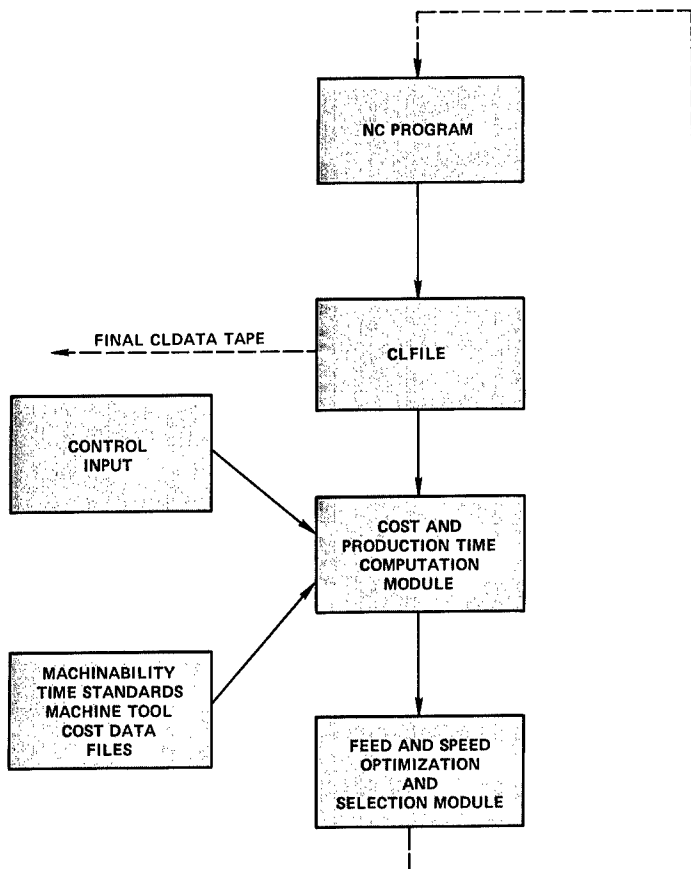 NC PROGRAM
FINAL CLDATA TAPE
CLFILE
CONTROL
INPUT
COST AND
PRODUCTION TIME
COMPUTATION
MODULE
MACHINABILITY
TIME STANDARDS
MACHINE TOOL
COST DATA
FILES
FEED AND SPEED
OPTIMIZATION
AND
SELECTION MODULE